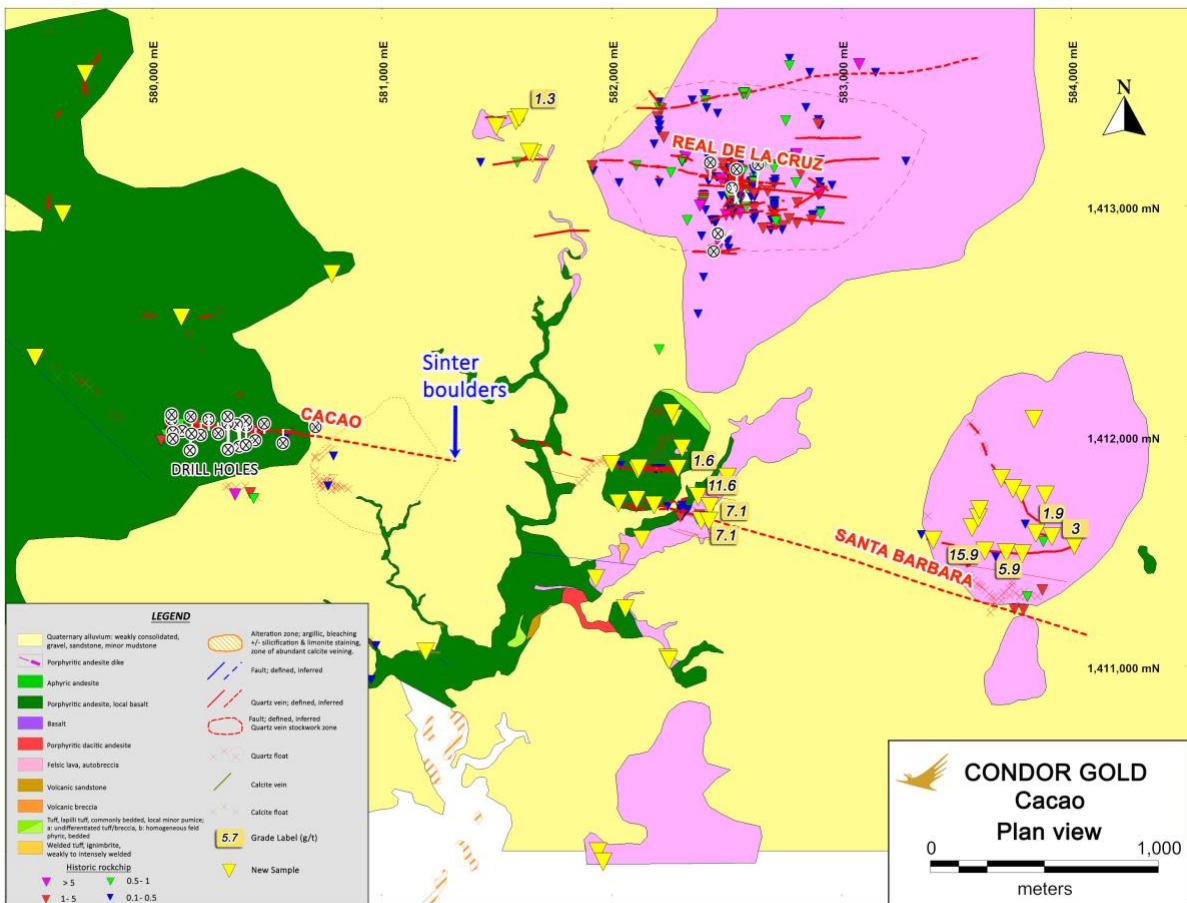 580,000 mE
581,000 mE
582,000 mE
583,000 mE
584,000 mE
N
1.3
REAL DE LA CRUZ
1,413,000 mN
Sinter
boulders
CACAO
DRILL HOLES
1,412,000 mN
1.6
11.6
7.1
7.1
SANTA BARBARA
1.9
3
15.9
5.9
1,411,000 mN
LEGEND
Quaternary alluvium: weakly consolidated,
gravel, sandstone, minor mudstone
Porphyritic andesite dike
Aphyric andesite
Porphyritic andesite, local basalt
Basalt
Porphyritic dacitic andesite
Felsic lava, autobreccia
Volcanic sandstone
Volcanic breccia
Tuff, lapilli tuff, commonly bedded, local minor pumice;
a: undifferentiated tuff/breccia, b: homogeneous feld
phyric, bedded
Welded tuff, ignimbrite,
weakly to intensely welded
Historic rockchip
> 5
0.5- 1
1- 5
0.1- 0.5
Alteration zone; argillic, bleaching
+/- silicification & limonite staining,
zone of abundant calcite veining.
Fault; defined, inferred
Quartz vein; defined, inferred
Fault; defined, inferred
Quartz vein stockwork zone
Quartz float
Calcite vein
Calcite float
5.7 Grade Label (g/t)
New Sample
CONDOR GOLD
Cacao
Plan view
0 1,000
meters